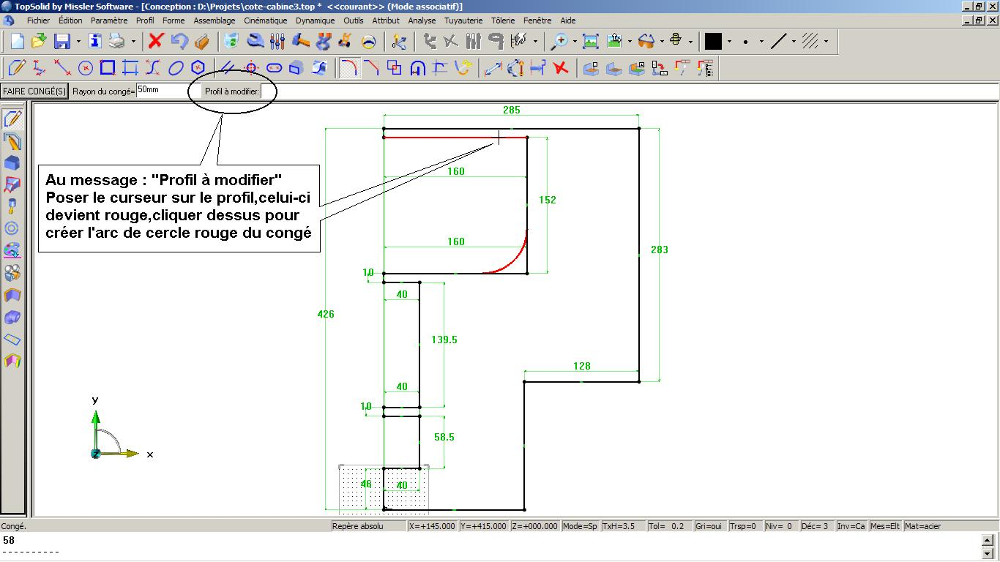 TopSolid by Missler Software - [Conception : D:\Projets\cote-cabine3.top *  <<courant>> (Mode associatif)]
Fichier Édition Paramètre Profil Forme Assemblage Cinématique Dynamique Outils Attribut Analyse Tuyauterie Tôlerie Fenêtre Aide
FAIRE CONGÉ(S) Rayon du congé= 50mm Profil à modifier:
285
Au message : "Profil à modifier"
Poser le curseur sur le profil,celui-ci
devient rouge,cliquer dessus pour
créer l'arc de cercle rouge du congé
160
152
160
283
10
40
426
139.5
128
40
10
58.5
46
40
y
x
z
Congé. Repère absolu X=+145.000 Y=+415.000 Z=+000.000 Mode=Sp TxH=3.5 Tol= 0.2 Gri=oui Trsp=0 Niv= 0 Déc= 3 Inv=Ca Mes=Elt Mat=acier
58
----------